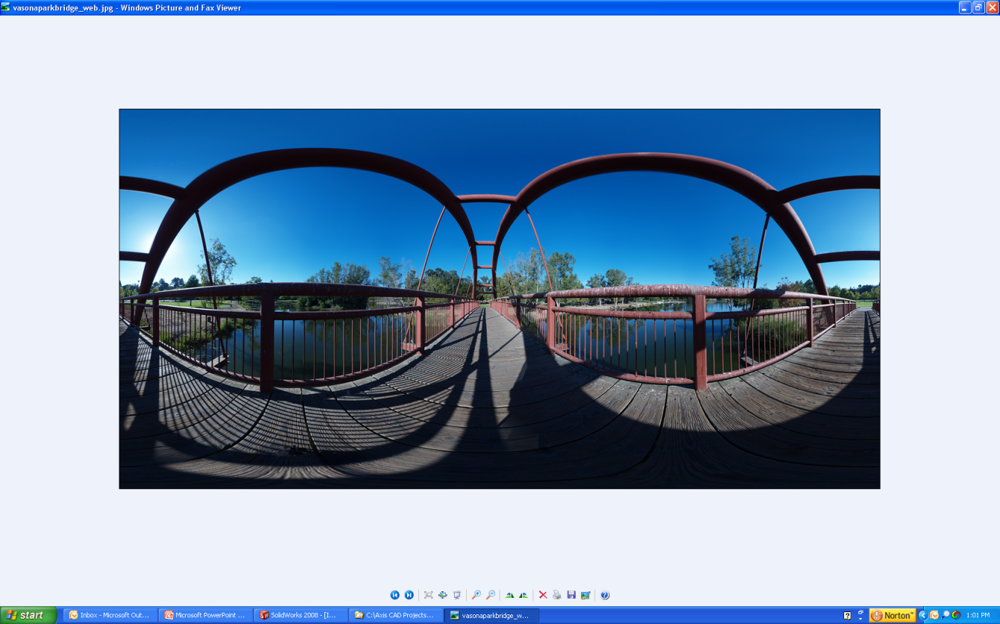 vasonaparkbridge_web.jpg - Windows Picture and Fax Viewer
start
Inbox - Microsoft Out...
Microsoft PowerPoint ...
SolidWorks 2008 - [I...
C:\Axis CAD Projects...
vasonaparkbridge_w...
Norton™
1:01 PM